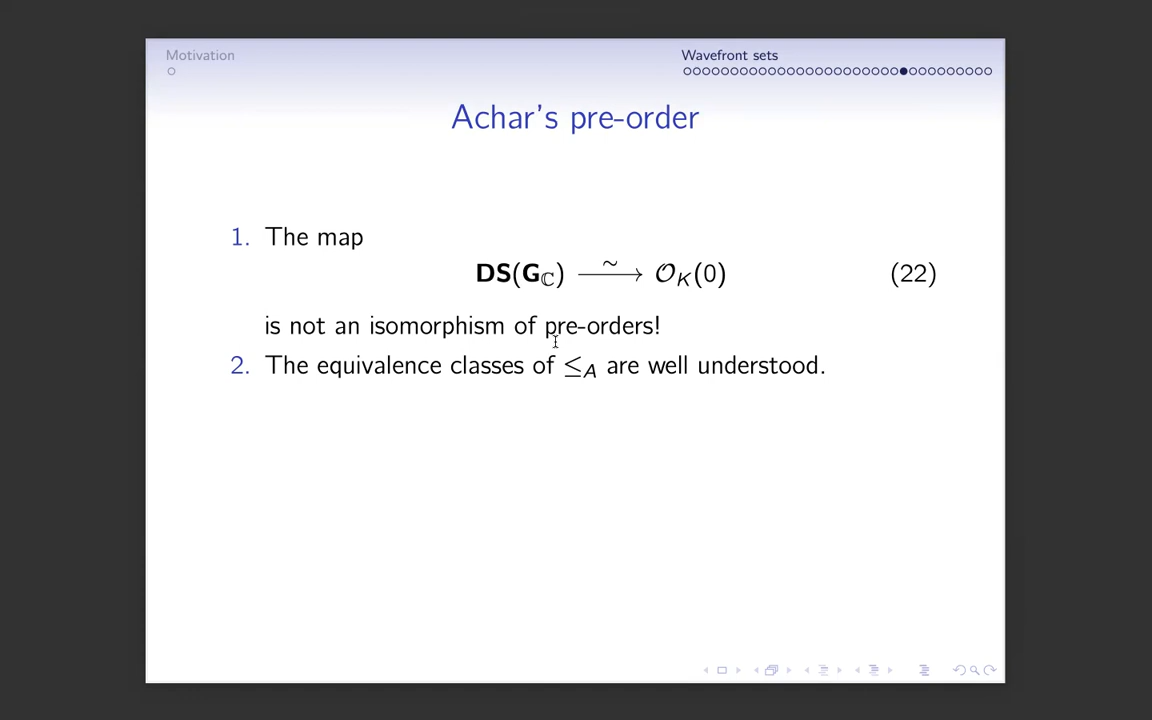 Motivation
Wavefront sets
Achar's pre-order
1. The map
DS(G_ℂ) ⟶^∼ 𝒪_K(0) (22)
is not an isomorphism of pre-orders!
2. The equivalence classes of ≤_A are well understood.